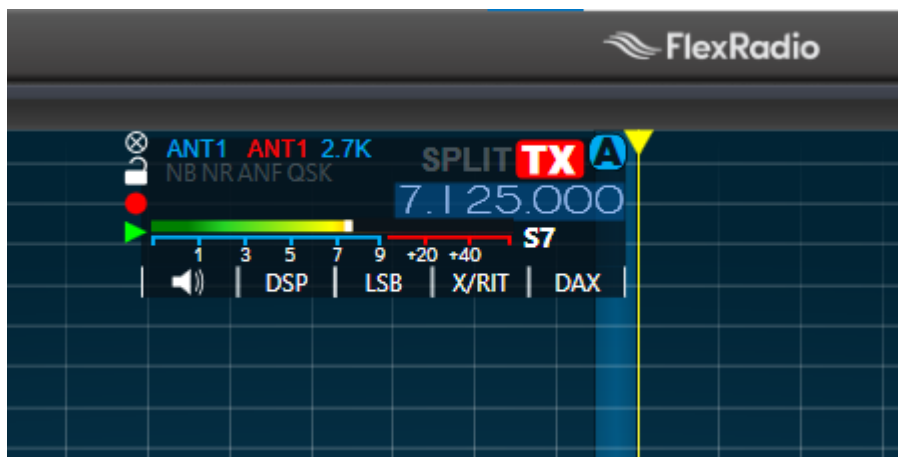 FlexRadio
ANT1 ANT1 2.7K SPLIT TX A
NB NR ANF QSK
7.125.000
S7
1 3 5 7 9 +20 +40
DSP LSB X/RIT DAX